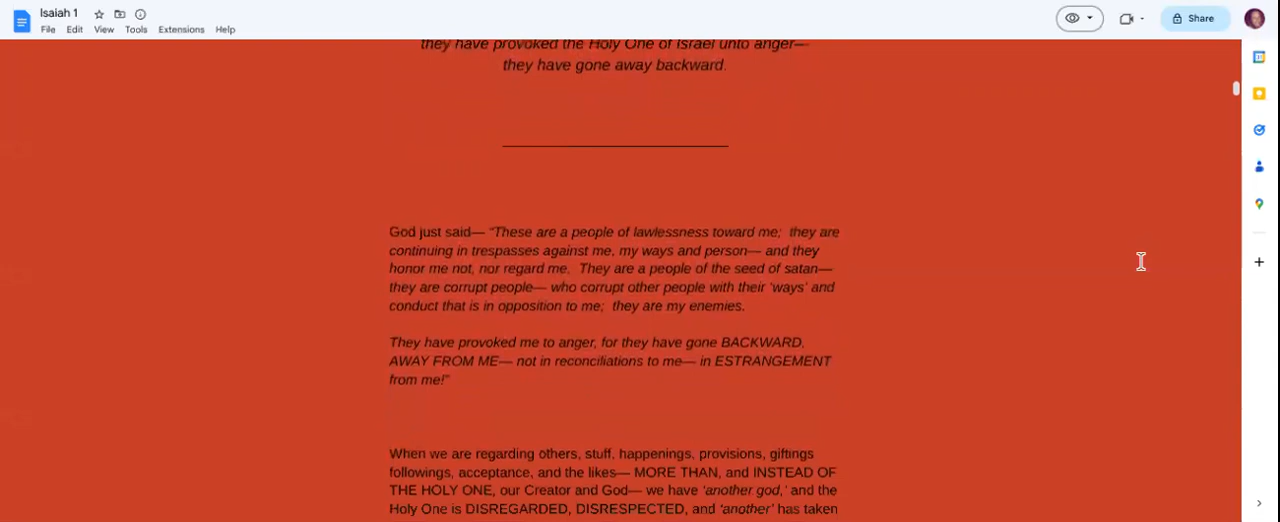 Isaiah 1
File Edit View Tools Extensions Help
Share
they have provoked the Holy One of Israel unto anger—
they have gone away backward.
God just said— “These are a people of lawlessness toward me; they are
continuing in trespasses against me, my ways and person— and they
honor me not, nor regard me. They are a people of the seed of satan—
they are corrupt people— who corrupt other people with their ‘ways’ and
conduct that is in opposition to me; they are my enemies.
They have provoked me to anger, for they have gone BACKWARD,
AWAY FROM ME— not in reconciliations to me— in ESTRANGEMENT
from me!”
When we are regarding others, stuff, happenings, provisions, giftings
followings, acceptance, and the likes— MORE THAN, and INSTEAD OF
THE HOLY ONE, our Creator and God— we have ‘another god,’ and the
Holy One is DISREGARDED, DISRESPECTED, and ‘another’ has taken